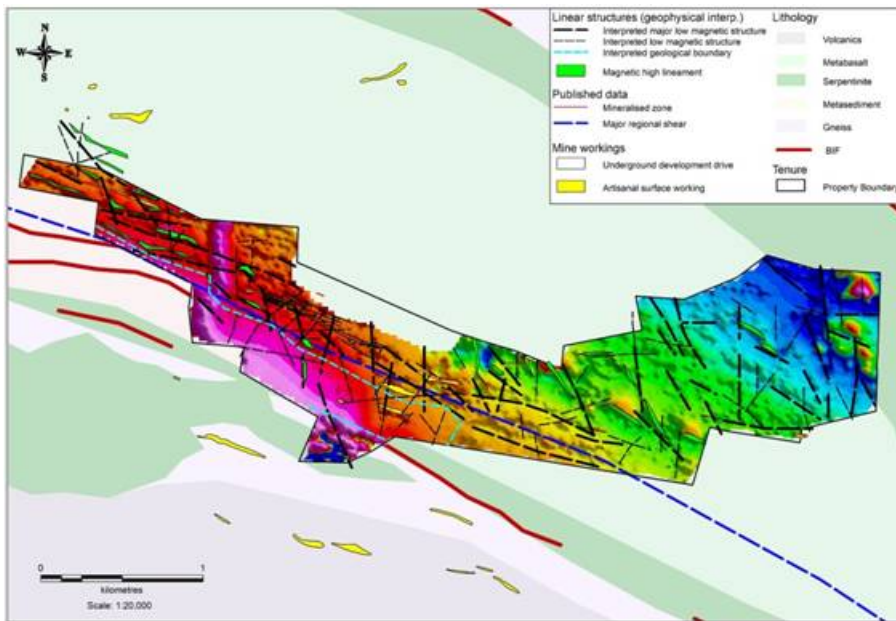 N
W E
S
Linear structures (geophysical interp.)
Interpreted major low magnetic structure
Interpreted low magnetic structure
Interpreted geological boundary
Magnetic high lineament
Published data
Mineralised zone
Major regional shear
Mine workings
Underground development drive
Artisanal surface working
Lithology
Volcanics
Metabasalt
Serpentinite
Metasediment
Gneiss
BIF
Tenure
Property Boundary
0 1
kilometres
Scale: 1:20,000